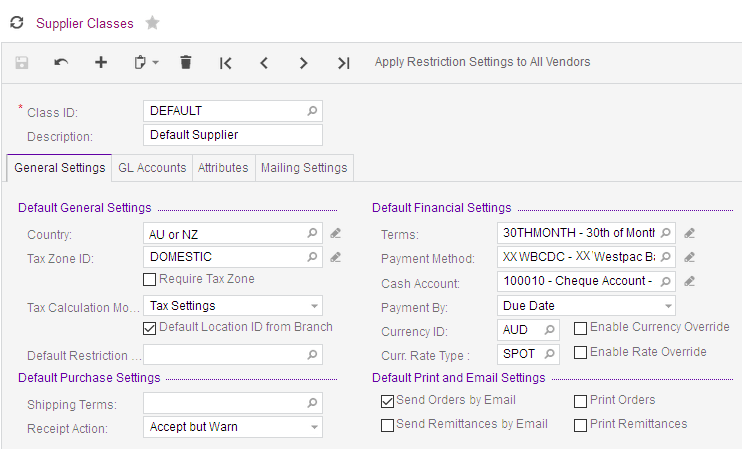 Supplier Classes
Apply Restriction Settings to All Vendors
* Class ID: DEFAULT
Description: Default Supplier
General Settings GL Accounts Attributes Mailing Settings
Default General Settings
Country: AU or NZ
Tax Zone ID: DOMESTIC
Require Tax Zone
Tax Calculation Mo... Tax Settings
Default Location ID from Branch
Default Restriction ...
Default Purchase Settings
Shipping Terms:
Receipt Action: Accept but Warn
Default Financial Settings
Terms: 30THMONTH - 30th of Month
Payment Method: XXWBCDC - XX'Westpac Ba
Cash Account: 100010 - Cheque Account -
Payment By: Due Date
Currency ID: AUD Enable Currency Override
Curr. Rate Type : SPOT Enable Rate Override
Default Print and Email Settings
Send Orders by Email Print Orders
Send Remittances by Email Print Remittances